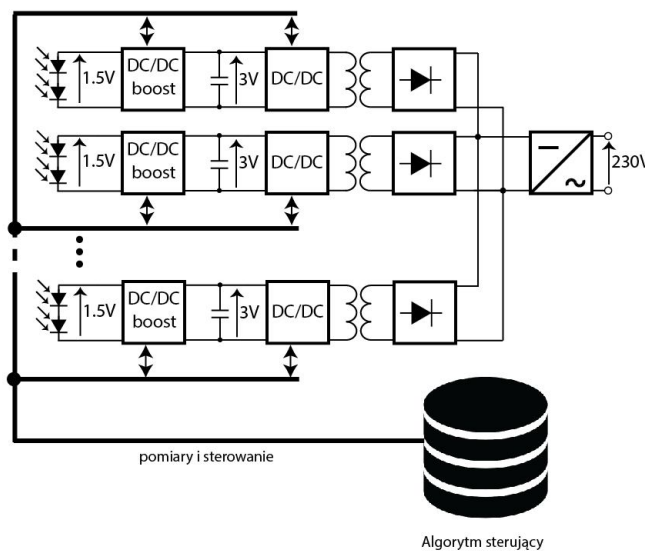 1.5V
DC/DC
boost
3V
DC/DC
1.5V
DC/DC
boost
3V
DC/DC
230V
1.5V
DC/DC
boost
3V
DC/DC
pomiary i sterowanie
Algorytm sterujący